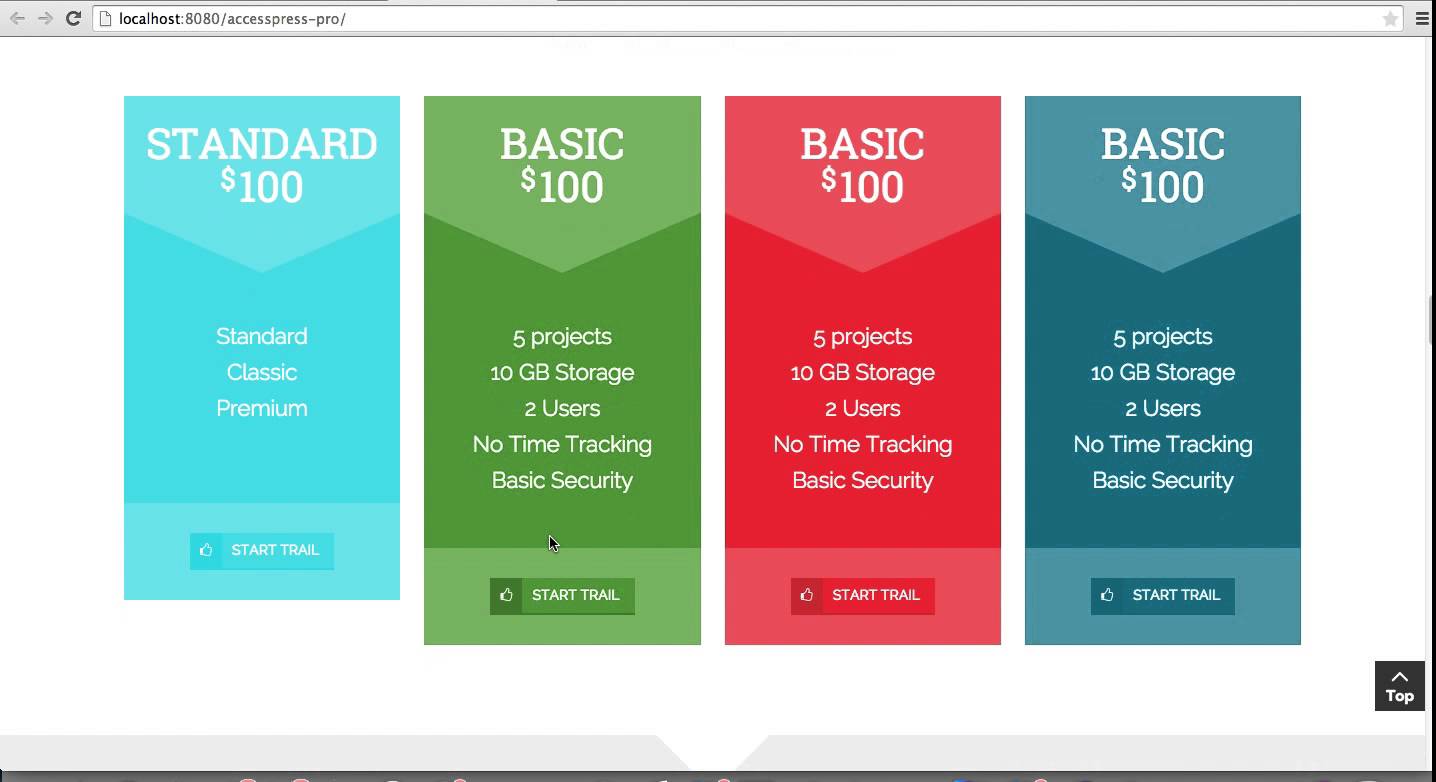 localhost:8080/accesspress-pro/
STANDARD
$100
Standard
Classic
Premium
START TRAIL
BASIC
$100
5 projects
10 GB Storage
2 Users
No Time Tracking
Basic Security
START TRAIL
BASIC
$100
5 projects
10 GB Storage
2 Users
No Time Tracking
Basic Security
START TRAIL
BASIC
$100
5 projects
10 GB Storage
2 Users
No Time Tracking
Basic Security
START TRAIL
Top